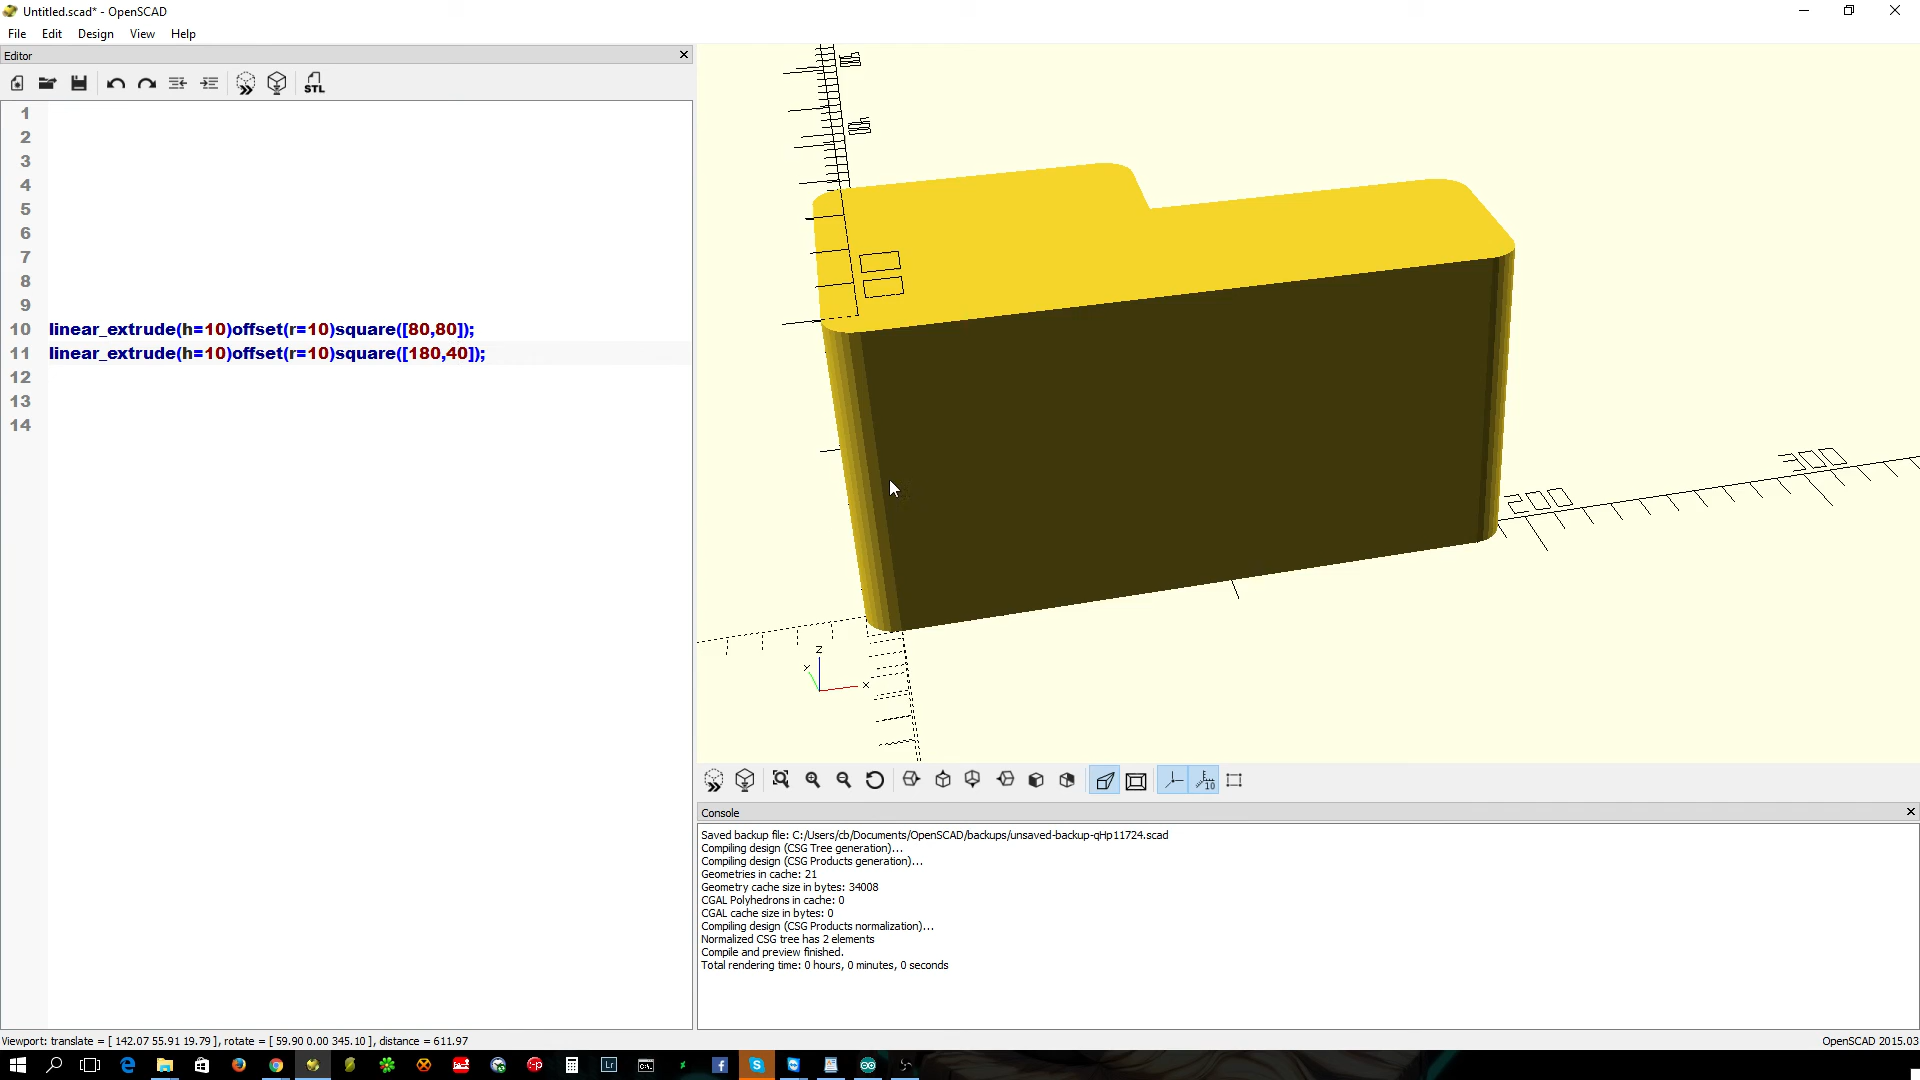 Untitled.scad* - OpenSCAD
File Edit Design View Help
Editor
STL
1
2
3
4
5
6
7
8
9
10 linear_extrude(h=10)offset(r=10)square([80,80]);
11 linear_extrude(h=10)offset(r=10)square([180,40]);
12
13
14
200
300
Z
Y
X
10
Console
Saved backup file: C:/Users/cb/Documents/OpenSCAD/backups/unsaved-backup-qHp11724.scad
Compiling design (CSG Tree generation)...
Compiling design (CSG Products generation)...
Geometries in cache: 21
Geometry cache size in bytes: 34008
CGAL Polyhedrons in cache: 0
CGAL cache size in bytes: 0
Compiling design (CSG Products normalization)...
Normalized CSG tree has 2 elements
Compile and preview finished.
Total rendering time: 0 hours, 0 minutes, 0 seconds
Viewport: translate = [ 142.07 55.91 19.79 ], rotate = [ 59.90 0.00 345.10 ], distance = 611.97
OpenSCAD 2015.03
Lr